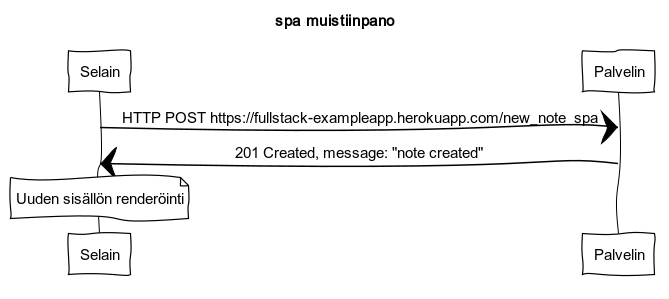 spa muistiinpano
Selain
Palvelin
HTTP POST https://fullstack-exampleapp.herokuapp.com/new_note_spa
201 Created, message: "note created"
Uuden sisällön renderöinti
Selain
Palvelin